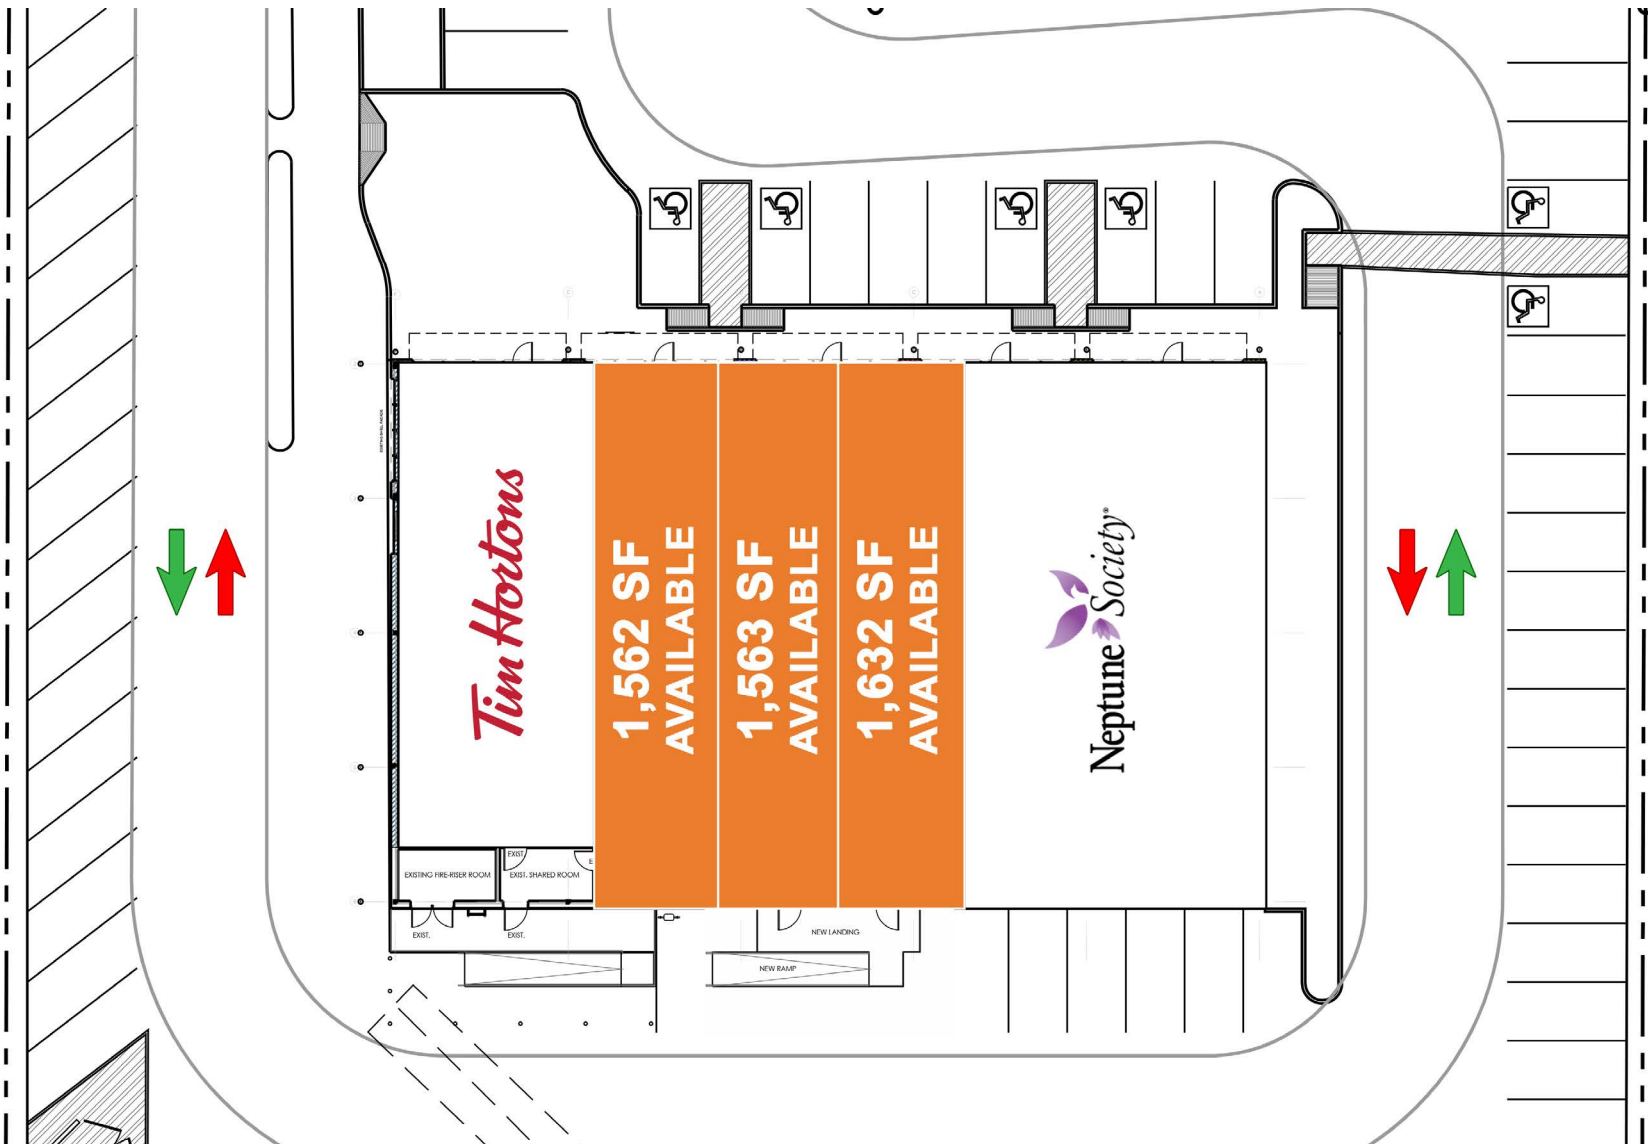 Tim Hortons
1,562 SF
AVAILABLE
1,563 SF
AVAILABLE
1,632 SF
AVAILABLE
Neptune Society®
EXIST.
E
EXISTING FIRE-RISER ROOM
EXIST. SHARED ROOM
EXIST.
EXIST.
NEW LANDING
NEW RAMP